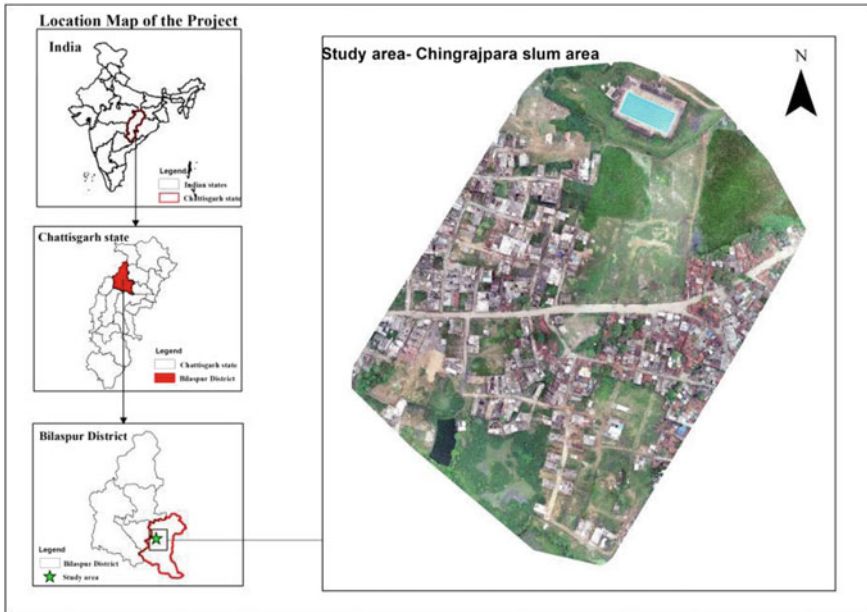 Location Map of the Project
India
Legend
Indian states
Chattisgarh state
Chattisgarh state
Legend
Chattisgarh state
Bilaspur District
Bilaspur District
Legend
Bilaspur District
Study area
Study area- Chingrajpara slum area
N